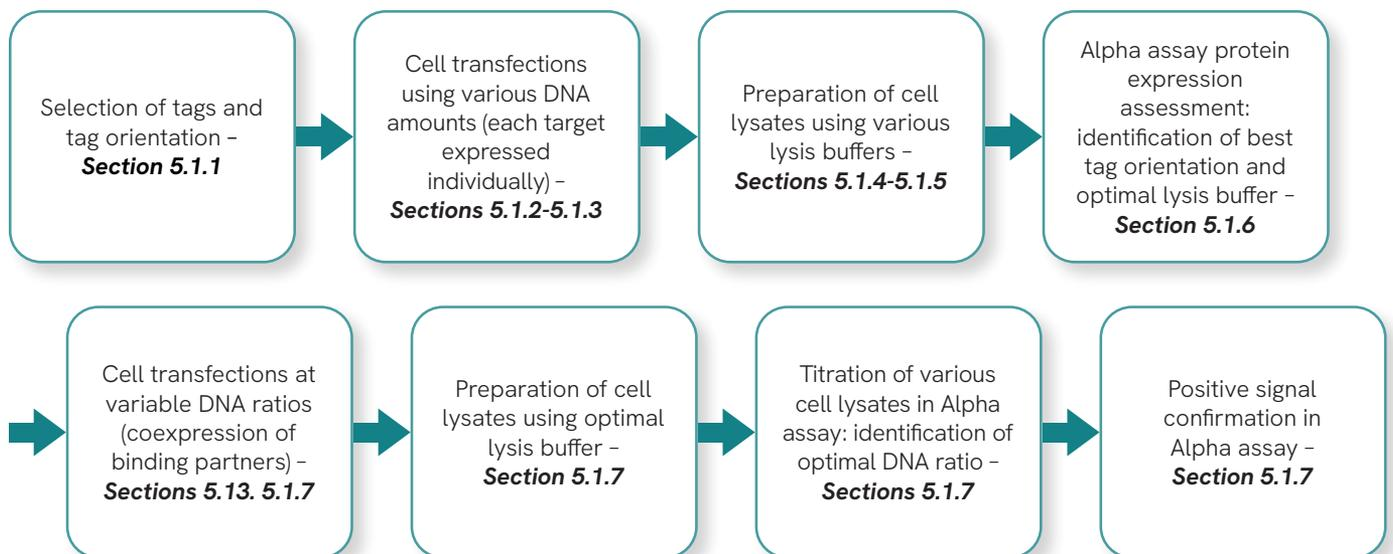 Selection of tags and
tag orientation –
Section 5.1.1
Cell transfections
using various DNA
amounts (each target
expressed
individually) –
Sections 5.1.2-5.1.3
Preparation of cell
lysates using various
lysis buffers –
Sections 5.1.4-5.1.5
Alpha assay protein
expression
assessment:
identification of best
tag orientation and
optimal lysis buffer –
Section 5.1.6
Cell transfections at
variable DNA ratios
(coexpression of
binding partners) –
Sections 5.13. 5.1.7
Preparation of cell
lysates using optimal
lysis buffer –
Section 5.1.7
Titration of various
cell lysates in Alpha
assay: identification of
optimal DNA ratio –
Sections 5.1.7
Positive signal
confirmation in
Alpha assay –
Section 5.1.7